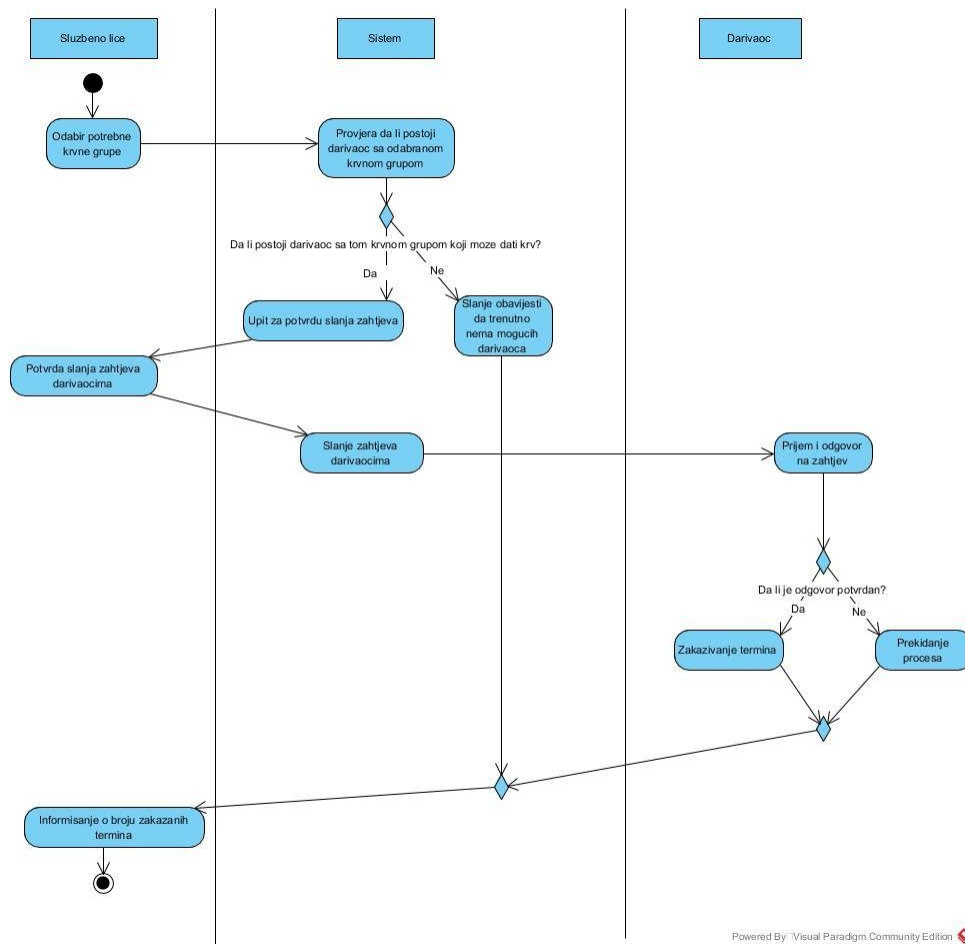 Sluzbeno lice
Sistem
Darivaoc
Odabir potrebne
krvne grupe
Provjera da li postoji
darivaoc sa odabranom
krvnom grupom
Da li postoji darivaoc sa tom krvnom grupom koji moze dati krv?
Da
Ne
Upit za potvrdu slanja zahtjeva
Slanje obavijesti
da trenutno
nema mogucih
darivaoca
Potvrda slanja zahtjeva
darivaocima
Slanje zahtjeva
darivaocima
Prijem i odgovor
na zahtjev
Da li je odgovor potvrdan?
Da
Ne
Zakazivanje termina
Prekidanje
procesa
Informisanje o broju zakazanih
termina
Powered By Visual Paradigm Community Edition